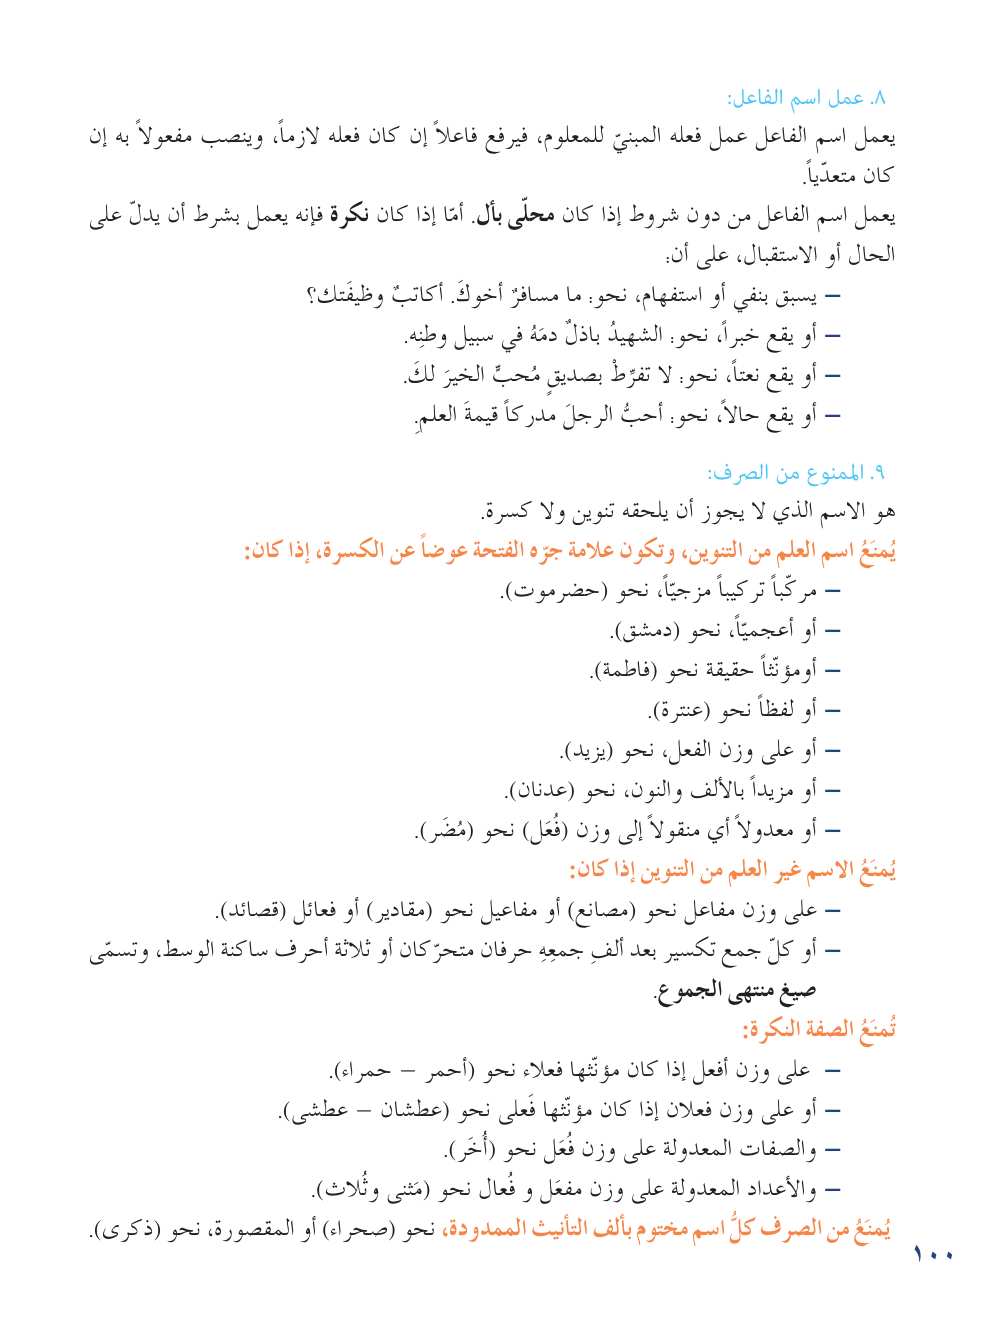 ٨. عمل اسم الفاعل:
يعمل اسم الفاعل عمل فعله المبنيّ للمعلوم، فيرفع فاعلاً إن كان فعله لازماً، وينصب مفعولاً به إن
كان متعدّياً.
يعمل اسم الفاعل من دون شروط إذا كان محلّى بأل. أمّا إذا كان نكرة فإنه يعمل بشرط أن يدلّ على
الحال أو الاستقبال، على أن:
– يسبق بنفي أو استفهام، نحو: ما مسافرٌ أخوكَ. أكاتبٌ وظيفَتك؟
– أو يقع خبراً، نحو: الشهيدُ باذلٌ دمَهُ في سبيل وطنِه.
– أو يقع نعتاً، نحو: لا تفرِّطْ بصديقٍ مُحبٍّ الخيرَ لكَ.
– أو يقع حالاً، نحو: أحبُّ الرجلَ مدركاً قيمةَ العلمِ.
٩. الممنوع من الصرف:
هو الاسم الذي لا يجوز أن يلحقه تنوين ولا كسرة.
يُمنَعُ اسم العلم من التنوين، وتكون علامة جرّه الفتحة عوضاً عن الكسرة، إذا كان:
– مركّباً تركيباً مزجيّاً، نحو (حضرموت).
– أو أعجميّاً، نحو (دمشق).
– أومؤنّثاً حقيقة نحو (فاطمة).
– أو لفظاً نحو (عنترة).
– أو على وزن الفعل، نحو (يزيد).
– أو مزيداً بالألف والنون، نحو (عدنان).
– أو معدولاً أي منقولاً إلى وزن (فُعَل) نحو (مُضَر).
يُمنَعُ الاسم غير العلم من التنوين إذا كان:
– على وزن مفاعل نحو (مصانع) أو مفاعيل نحو (مقادير) أو فعائل (قصائد).
– أو كلّ جمع تكسير بعد ألفِ جمعِهِ حرفان متحرّكان أو ثلاثة أحرف ساكنة الوسط، وتسمّى
صيغ منتهى الجموع.
تُمنَعُ الصفة النكرة:
– على وزن أفعل إذا كان مؤنّثها فعلاء نحو (أحمر – حمراء).
– أو على وزن فعلان إذا كان مؤنّثها فَعلى نحو (عطشان – عطشى).
– والصفات المعدولة على وزن فُعَل نحو (أُخَر).
– والأعداد المعدولة على وزن مفعَل و فُعال نحو (مَثنى وثُلاث).
يُمنَعُ من الصرف كلُّ اسم مختوم بألف التأنيث الممدودة، نحو (صحراء) أو المقصورة، نحو (ذكرى).
١٠٠